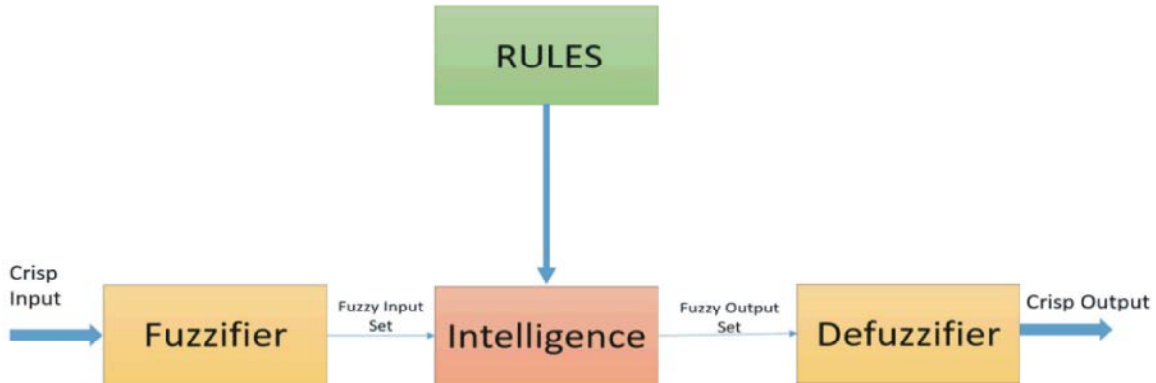 RULES
Crisp
Input
Fuzzifier
Fuzzy Input
Set
Intelligence
Fuzzy Output
Set
Defuzzifier
Crisp Output